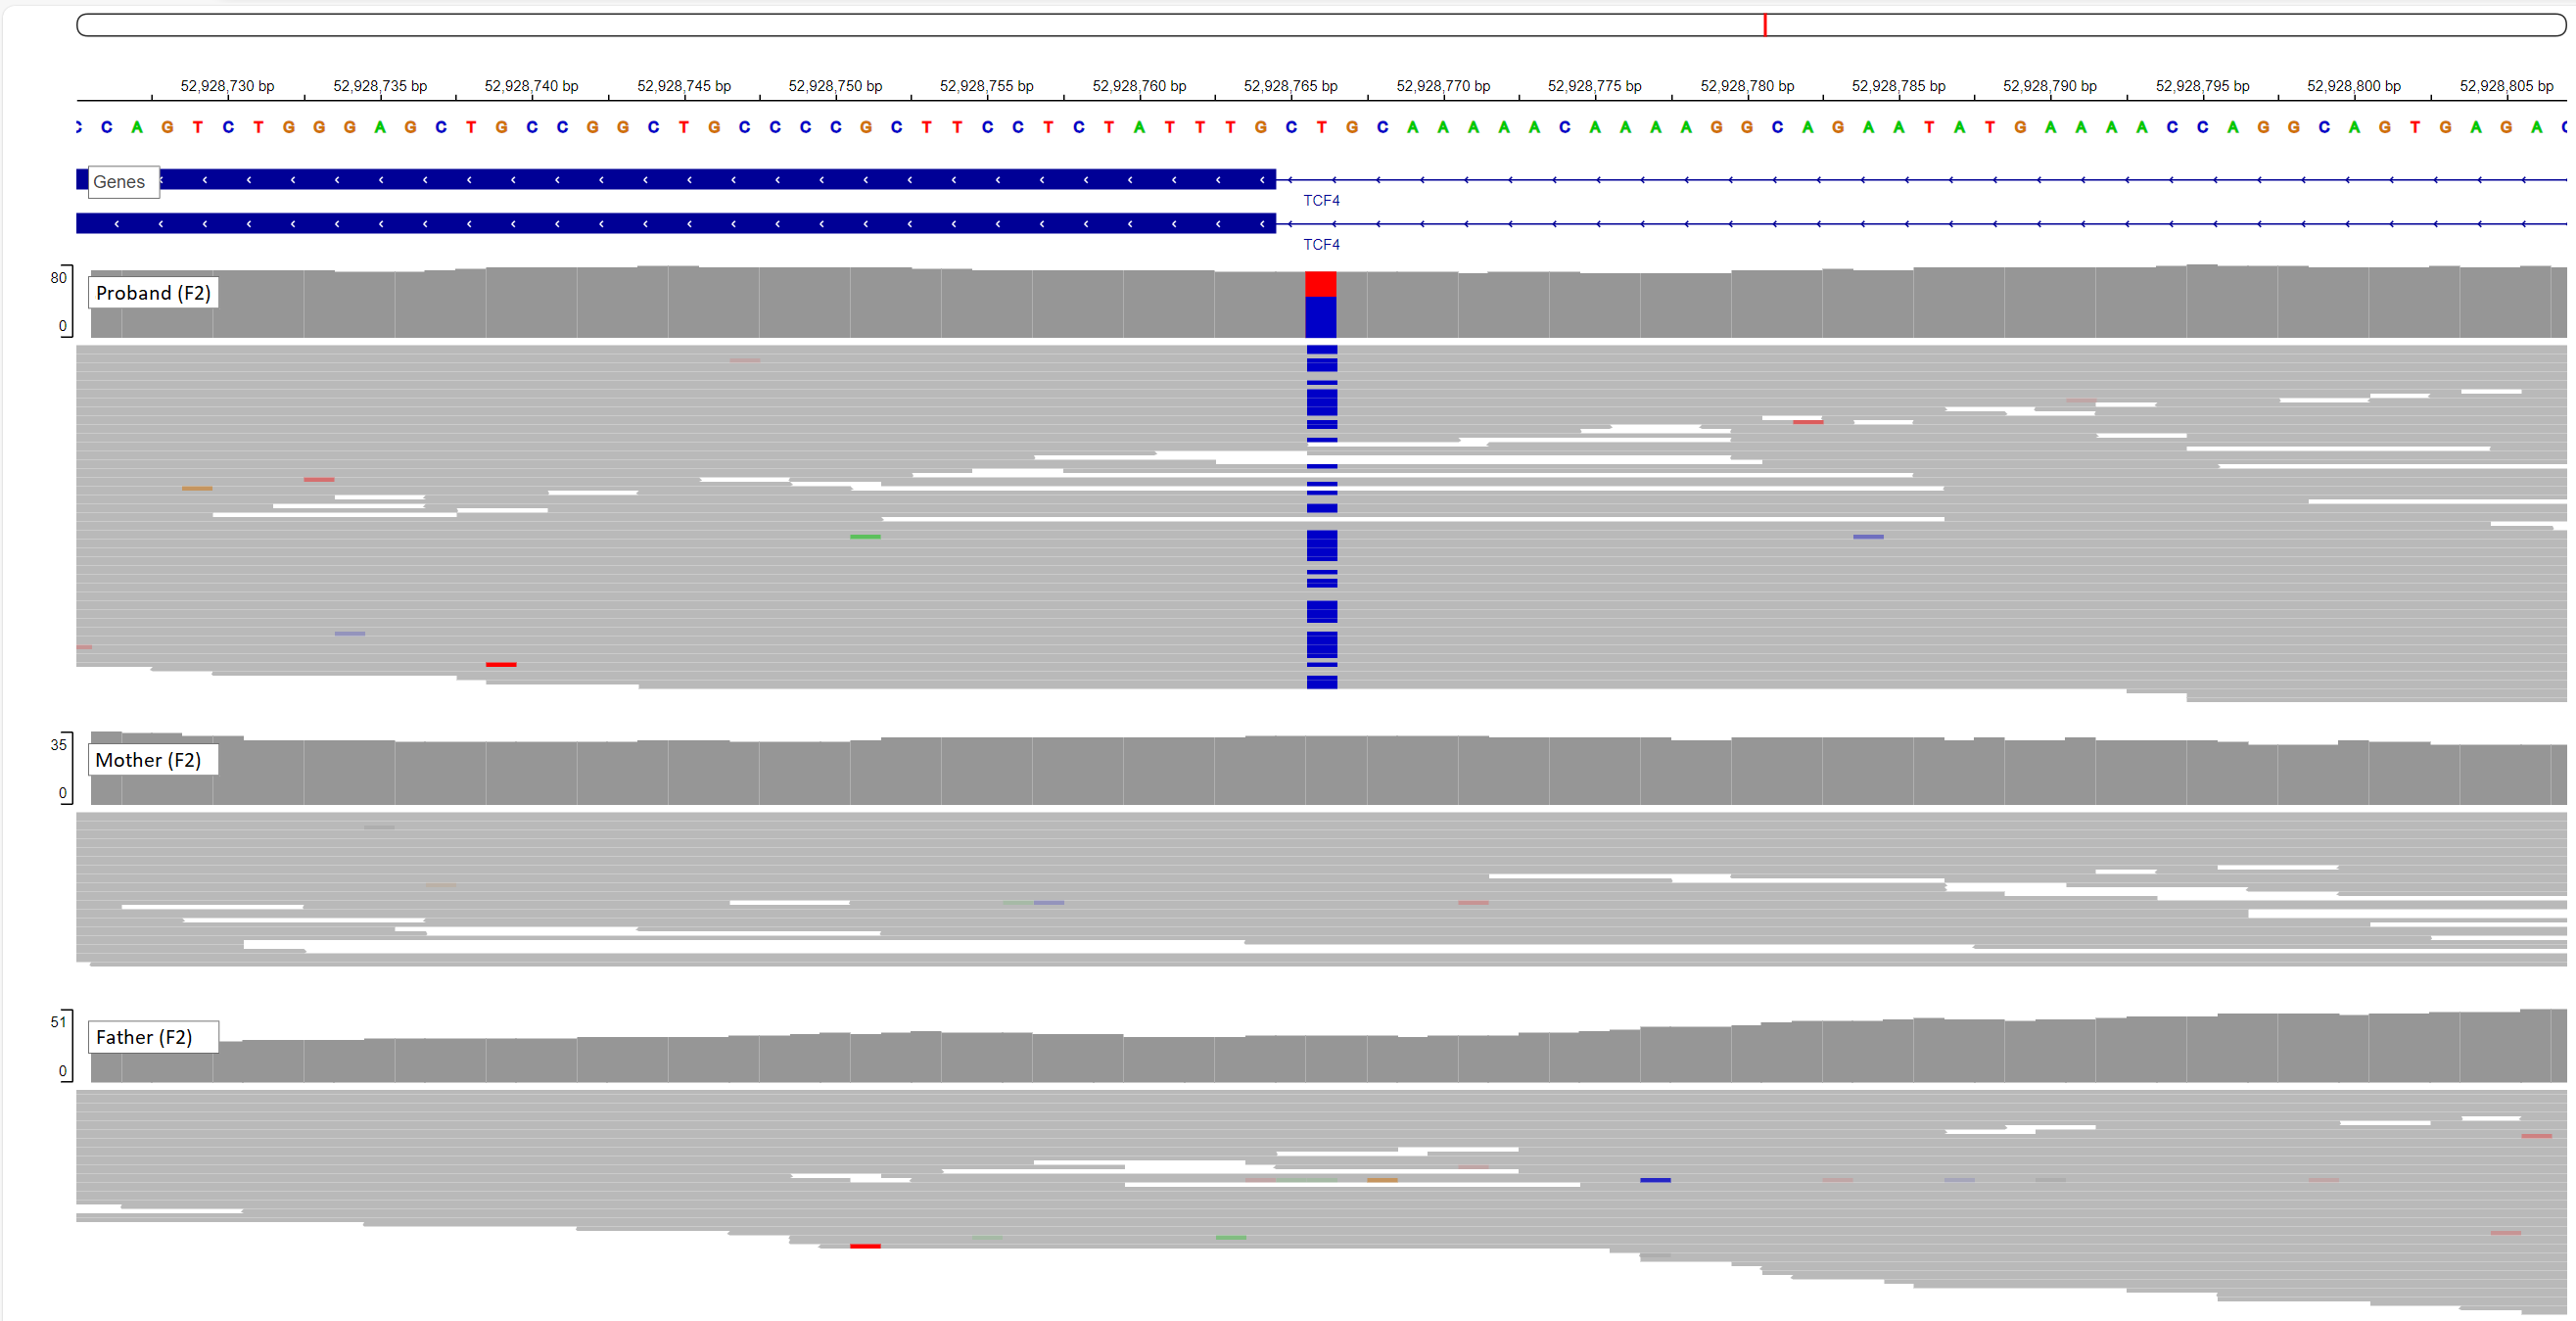 52,928,730 bp 52,928,735 bp 52,928,740 bp 52,928,745 bp 52,928,750 bp 52,928,755 bp 52,928,760 bp 52,928,765 bp 52,928,770 bp 52,928,775 bp 52,928,780 bp 52,928,785 bp 52,928,790 bp 52,928,795 bp 52,928,800 bp 52,928,805 bp
C C A G T C T G G G A G C T G C C G G C T G C C C C G C T T C C T C T A T T T G C T G C A A A A A C A A A A G G C A G A A T A T G A A A A C C A G G C A G T G A G A C
Genes
TCF4
TCF4
80
Proband (F2)
0
35
Mother (F2)
0
51
Father (F2)
0